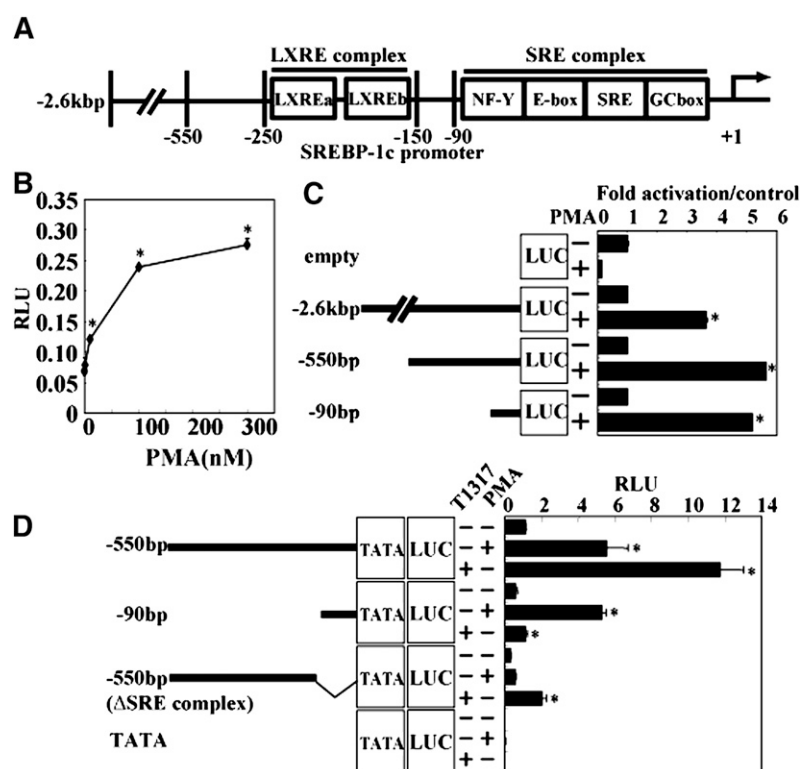 A
LXRE complex SRE complex
-2.6kbp LXREa LXREb NF-Y E-box SRE GCbox
-550 -250 -150 -90 +1
SREBP-1c promoter
B
0.35
0.30
0.25
0.20
0.15
0.10
0.05
0
RLU
* * *
0 100 200 300
PMA(nM)
C
Fold activation/control
PMA 0 1 2 3 4 5 6
empty LUC − +
-2.6kbp LUC − + *
-550bp LUC − + *
-90bp LUC − + *
D
T1317 PMA
RLU
0 2 4 6 8 10 12 14
-550bp TATA LUC
− −
− + *
+ − *
-90bp TATA LUC
− −
− + *
+ − *
-550bp TATA LUC
(ΔSRE complex)
− −
− +
+ − *
TATA TATA LUC
− −
− +
+ −